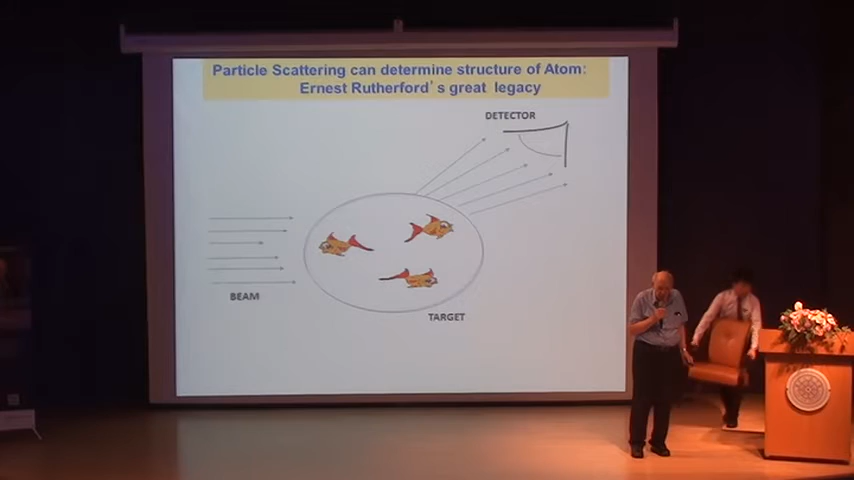 Particle Scattering can determine structure of Atom:
Ernest Rutherford's great legacy
DETECTOR
BEAM
TARGET